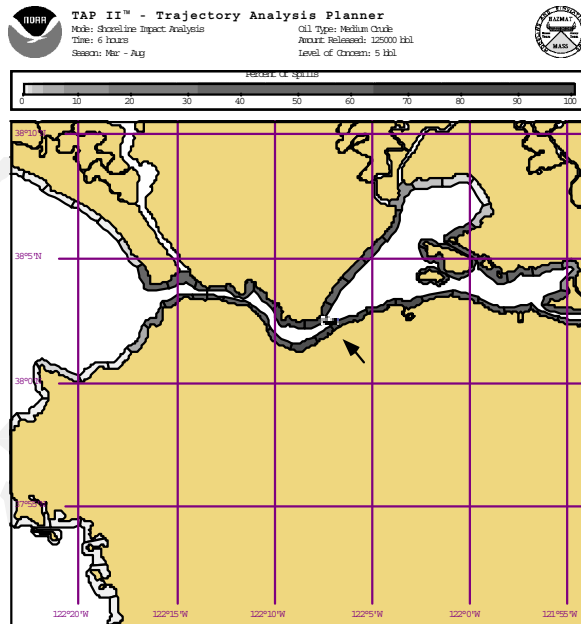 NOAA
TAP II™ - Trajectory Analysis Planner
Mode: Shoreline Impact Analysis
Oil Type: Medium Crude
Time: 6 hours
Amount Released: 125000 bbl
Season: Mar - Aug
Level of Concern: 5 bbl
HAZMAT
MASS
Percent Of Spills
0 10 20 30 40 50 60 70 80 90 100
38°10'N
38°5'N
38°0'N
37°55'N
122°20'W 122°15'W 122°10'W 122°5'W 122°0'W 121°55'W